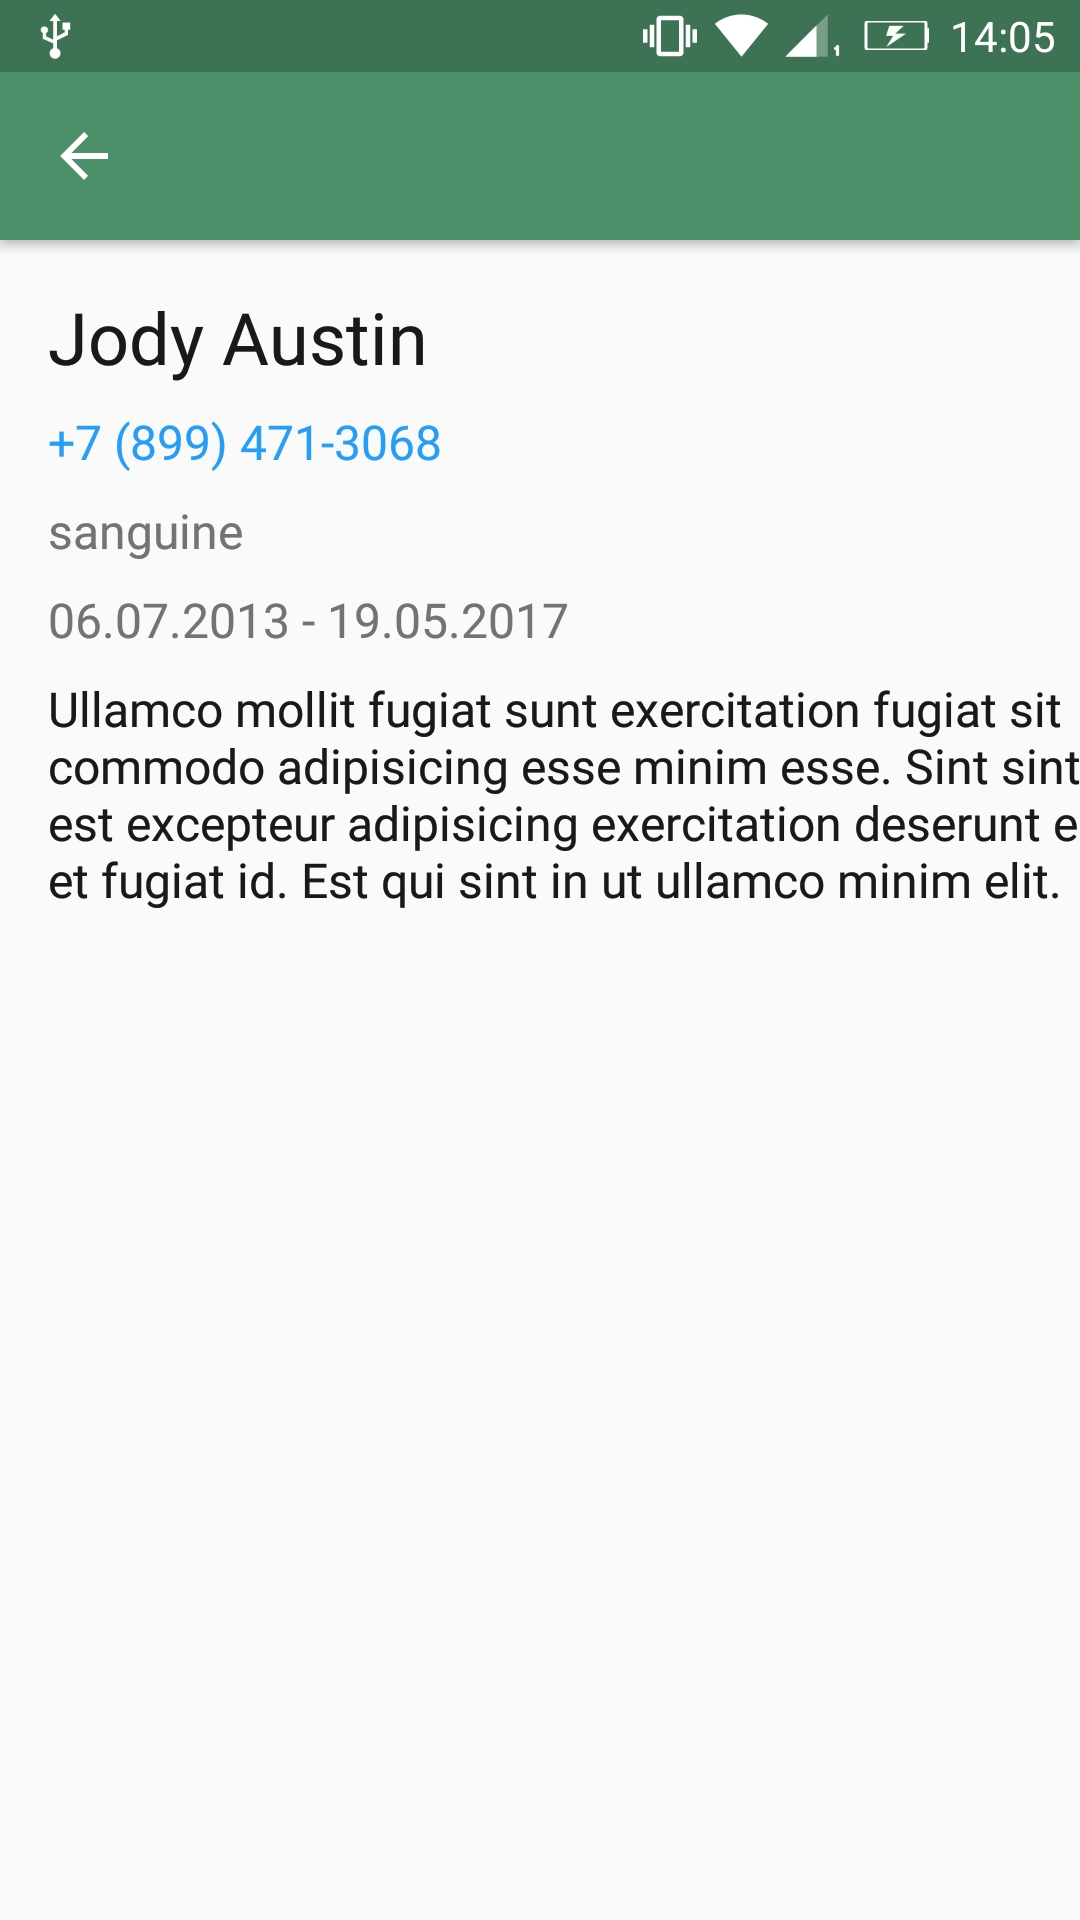 14:05
Jody Austin
+7 (899) 471-3068
sanguine
06.07.2013 - 19.05.2017
Ullamco mollit fugiat sunt exercitation fugiat sit
commodo adipisicing esse minim esse. Sint sint
est excepteur adipisicing exercitation deserunt e
et fugiat id. Est qui sint in ut ullamco minim elit.